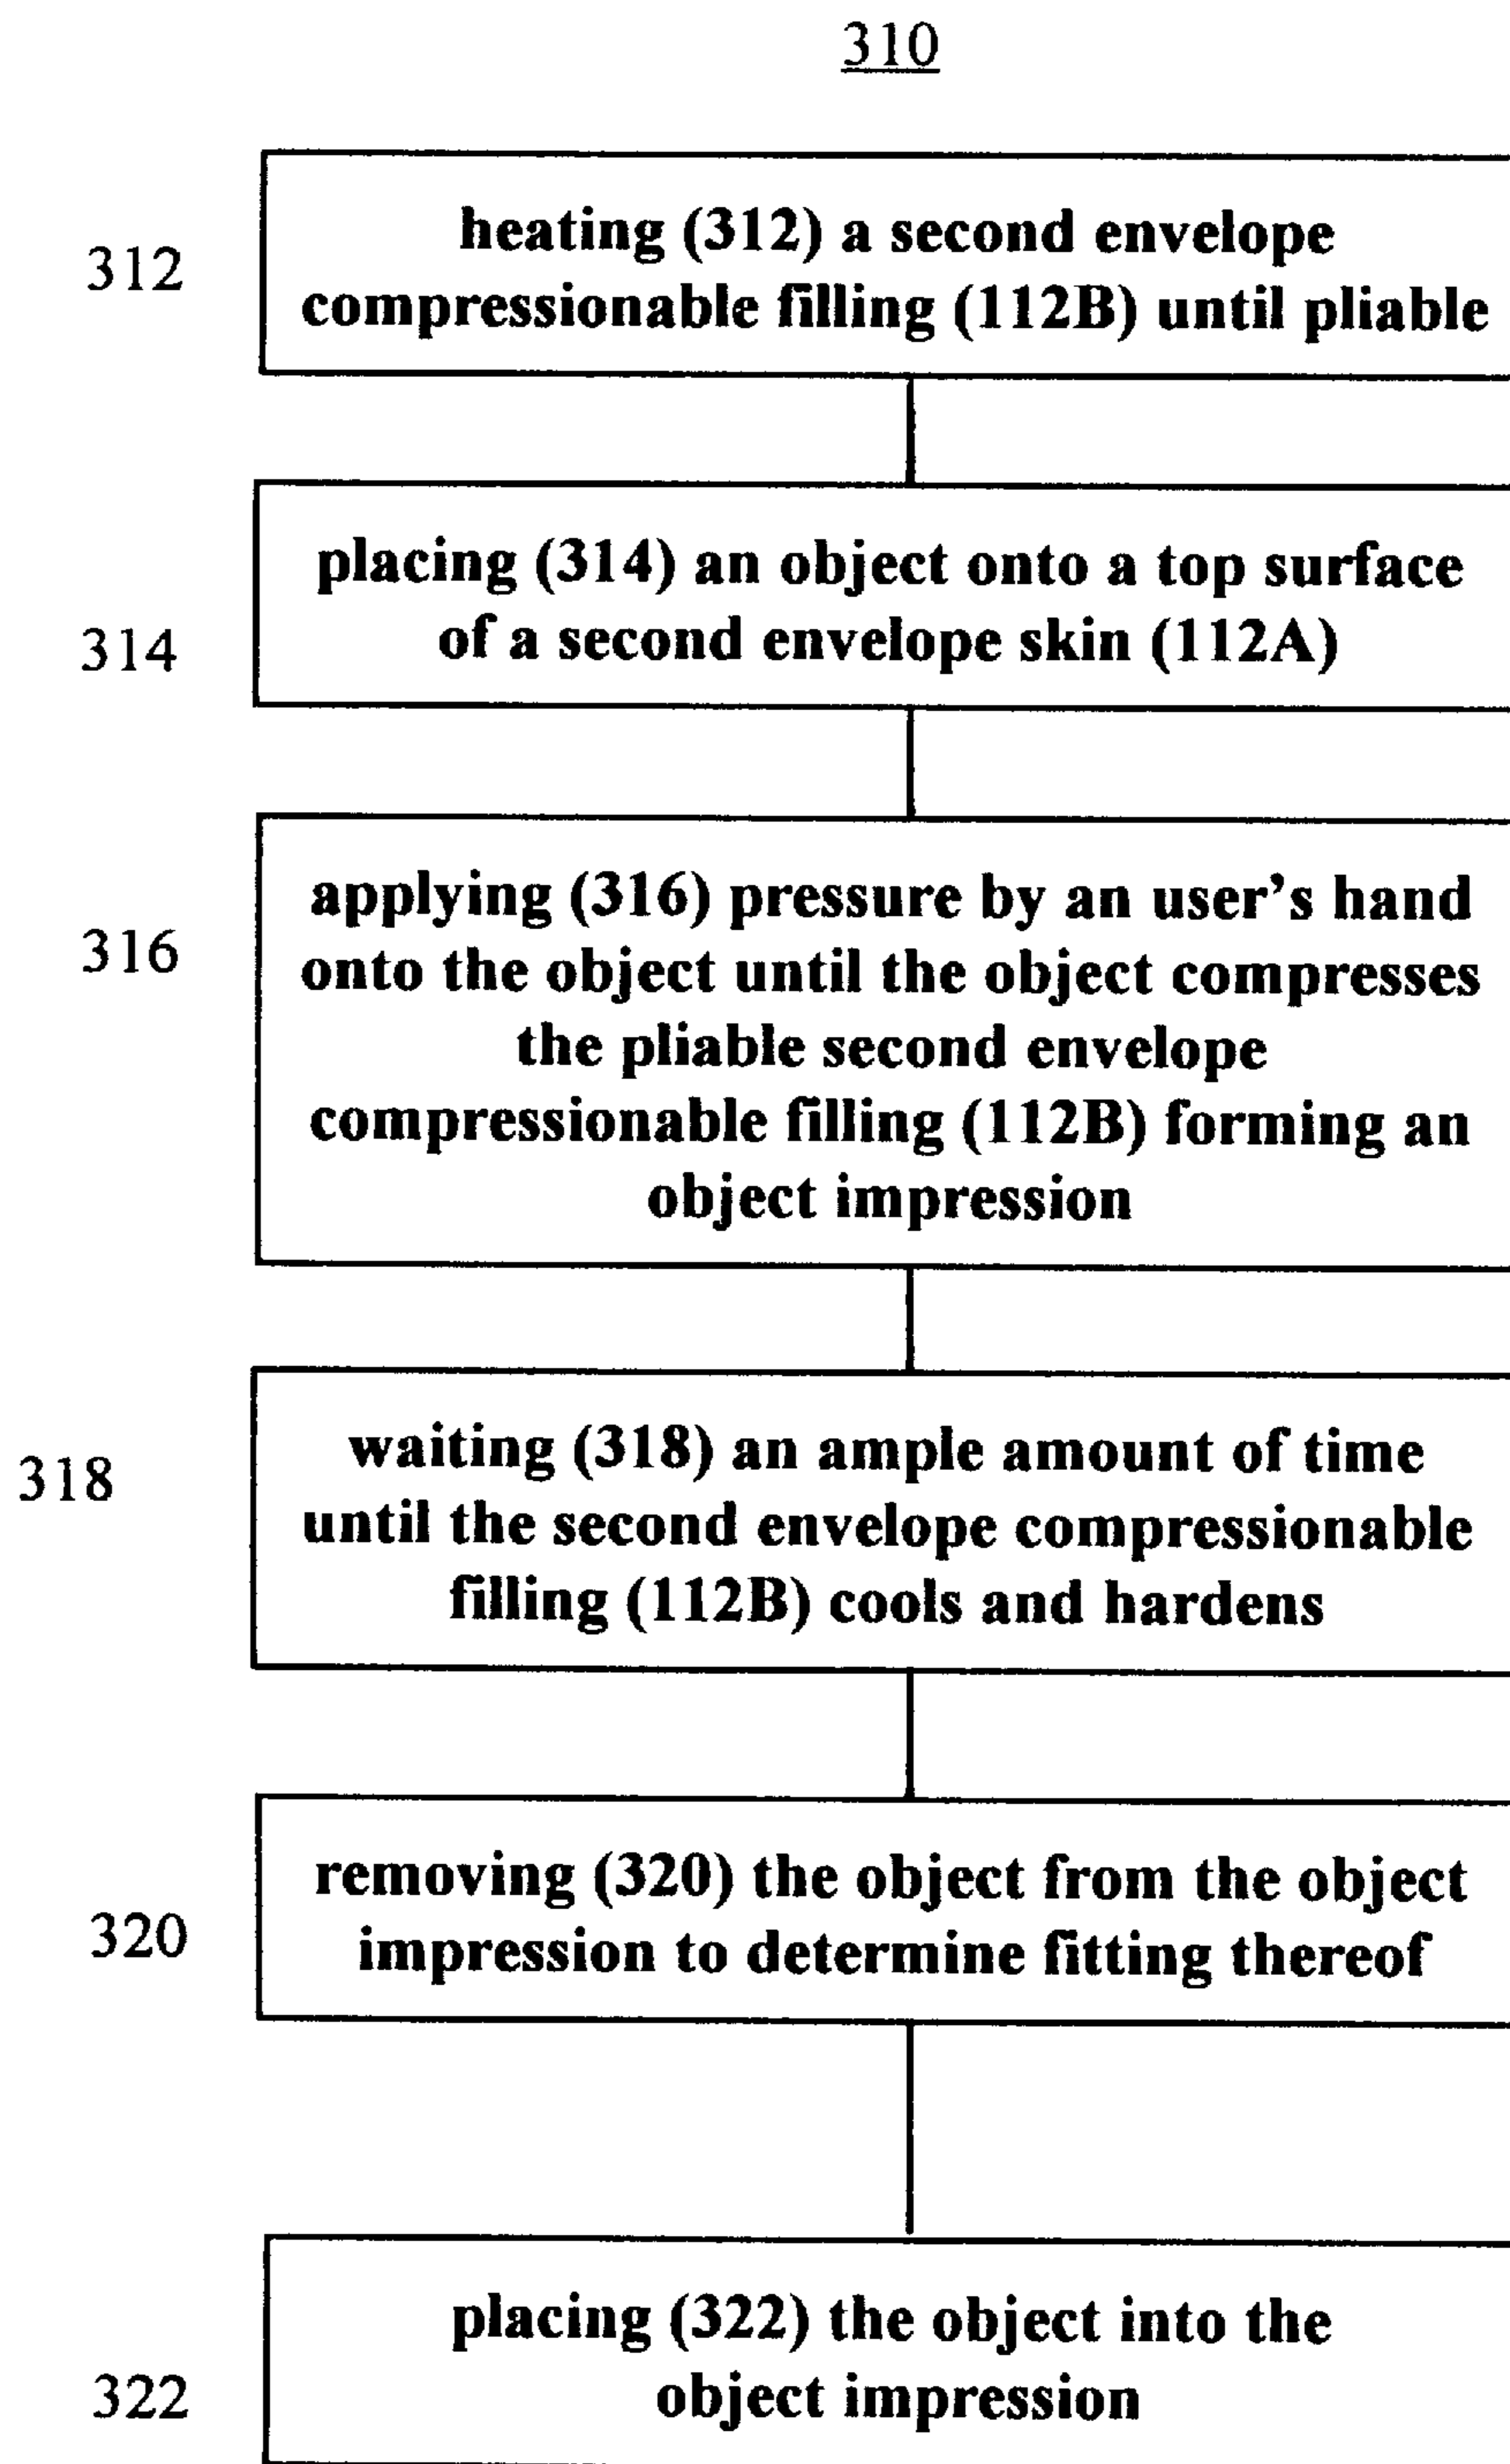 310
312
heating (312) a second envelope
compressionable filling (112B) until pliable
314
placing (314) an object onto a top surface
of a second envelope skin (112A)
316
applying (316) pressure by an user's hand
onto the object until the object compresses
the pliable second envelope
compressionable filling (112B) forming an
object impression
318
waiting (318) an ample amount of time
until the second envelope compressionable
filling (112B) cools and hardens
320
removing (320) the object from the object
impression to determine fitting thereof
322
placing (322) the object into the
object impression